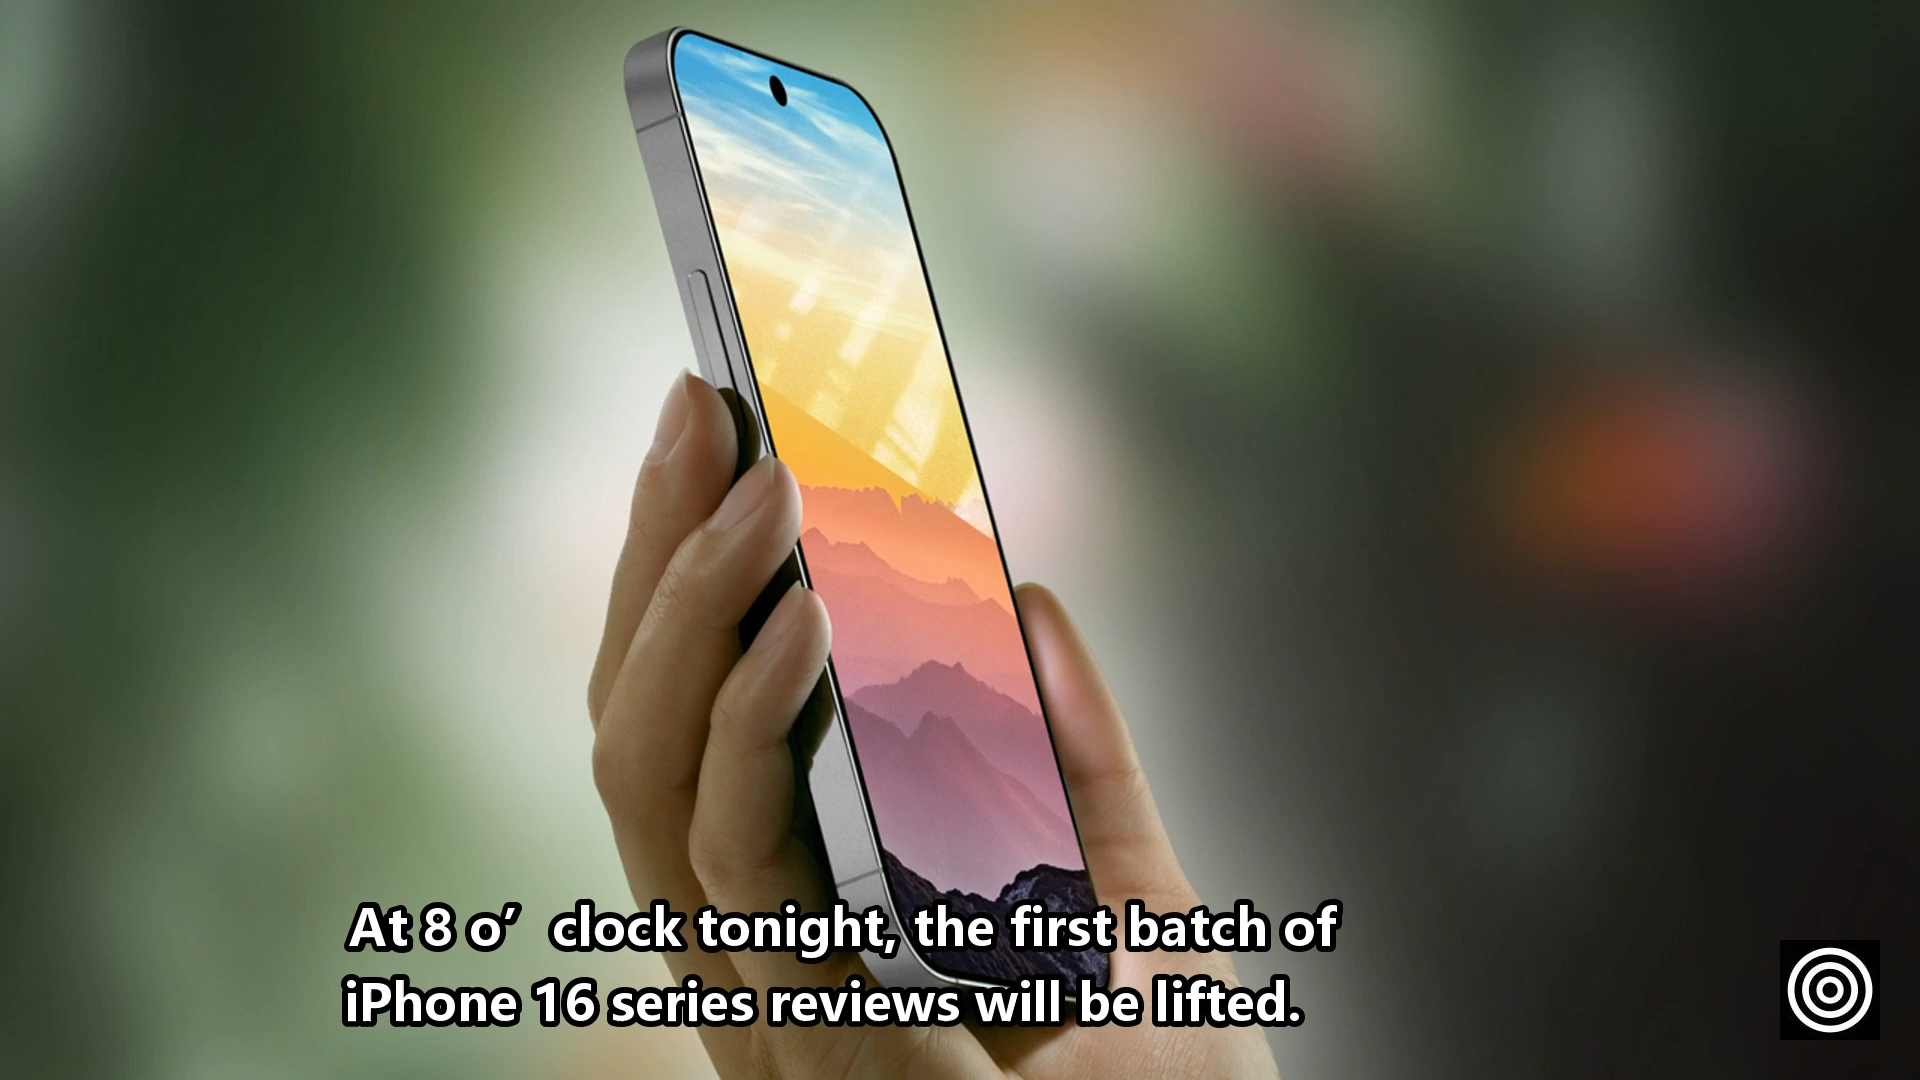 At 8 o’ clock tonight, the first batch of
iPhone 16 series reviews will be lifted.